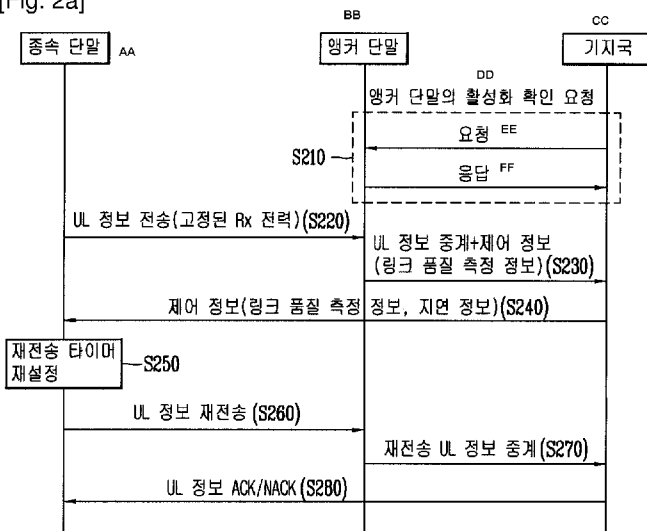 [Fig. 2a]
BB
CC
종속 단말 AA
앵커 단말
기지국
DD
앵커 단말의 활성화 확인 요청
요청 EE
S210
응답 FF
UL 정보 전송(고정된 Rx 전력)(S220)
UL 정보 중계+제어 정보
(링크 품질 측정 정보)(S230)
제어 정보(링크 품질 측정 정보, 지연 정보)(S240)
재전송 타이머
재설정
S250
UL 정보 재전송(S260)
재전송 UL 정보 중계(S270)
UL 정보 ACK/NACK(S280)